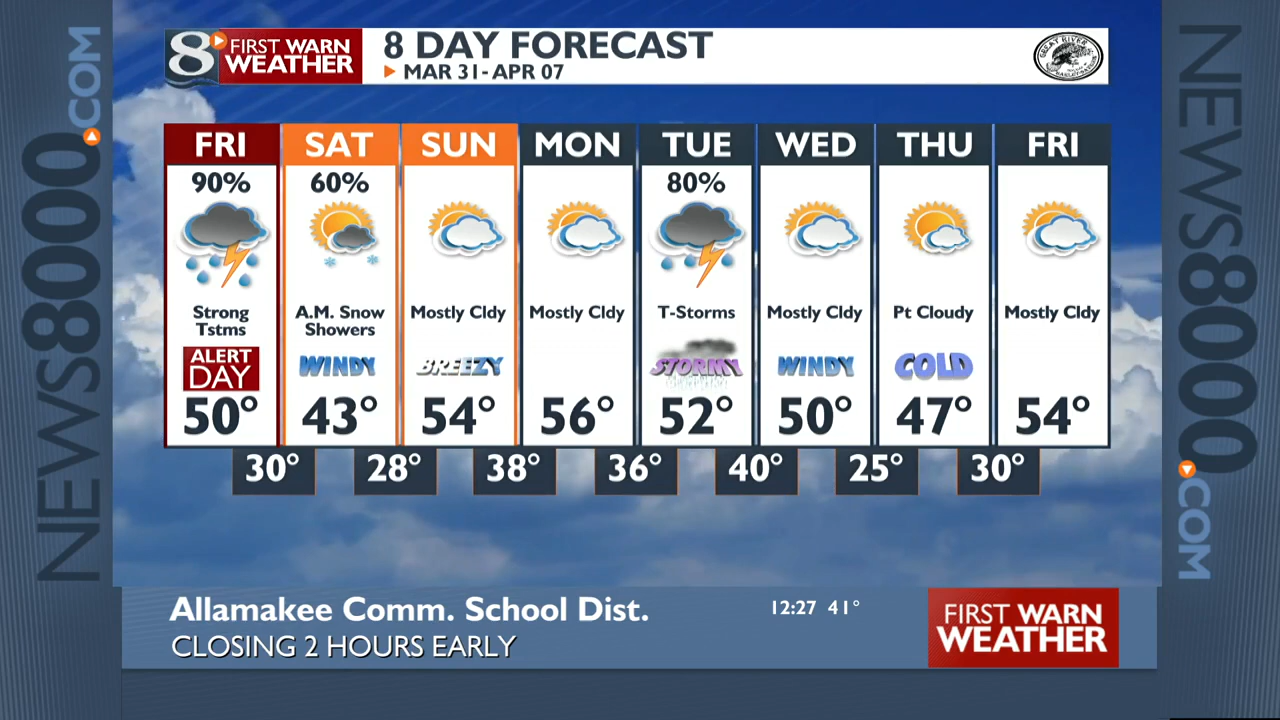 8 FIRST WARN WEATHER
8 DAY FORECAST
MAR 31-APR 07
GREAT RIVER
NEWS8000.COM
NEWS8000.COM
FRI SAT SUN MON TUE WED THU FRI
90% 60% 80%
Strong Tstms
A.M. Snow Showers
Mostly Cldy
Mostly Cldy
T-Storms
Mostly Cldy
Pt Cloudy
Mostly Cldy
ALERT DAY
WINDY BREEZY STORMY WINDY COLD
50° 43° 54° 56° 52° 50° 47° 54°
30° 28° 38° 36° 40° 25° 30°
Allamakee Comm. School Dist.
CLOSING 2 HOURS EARLY
12:27 41°
FIRST WARN
WEATHER